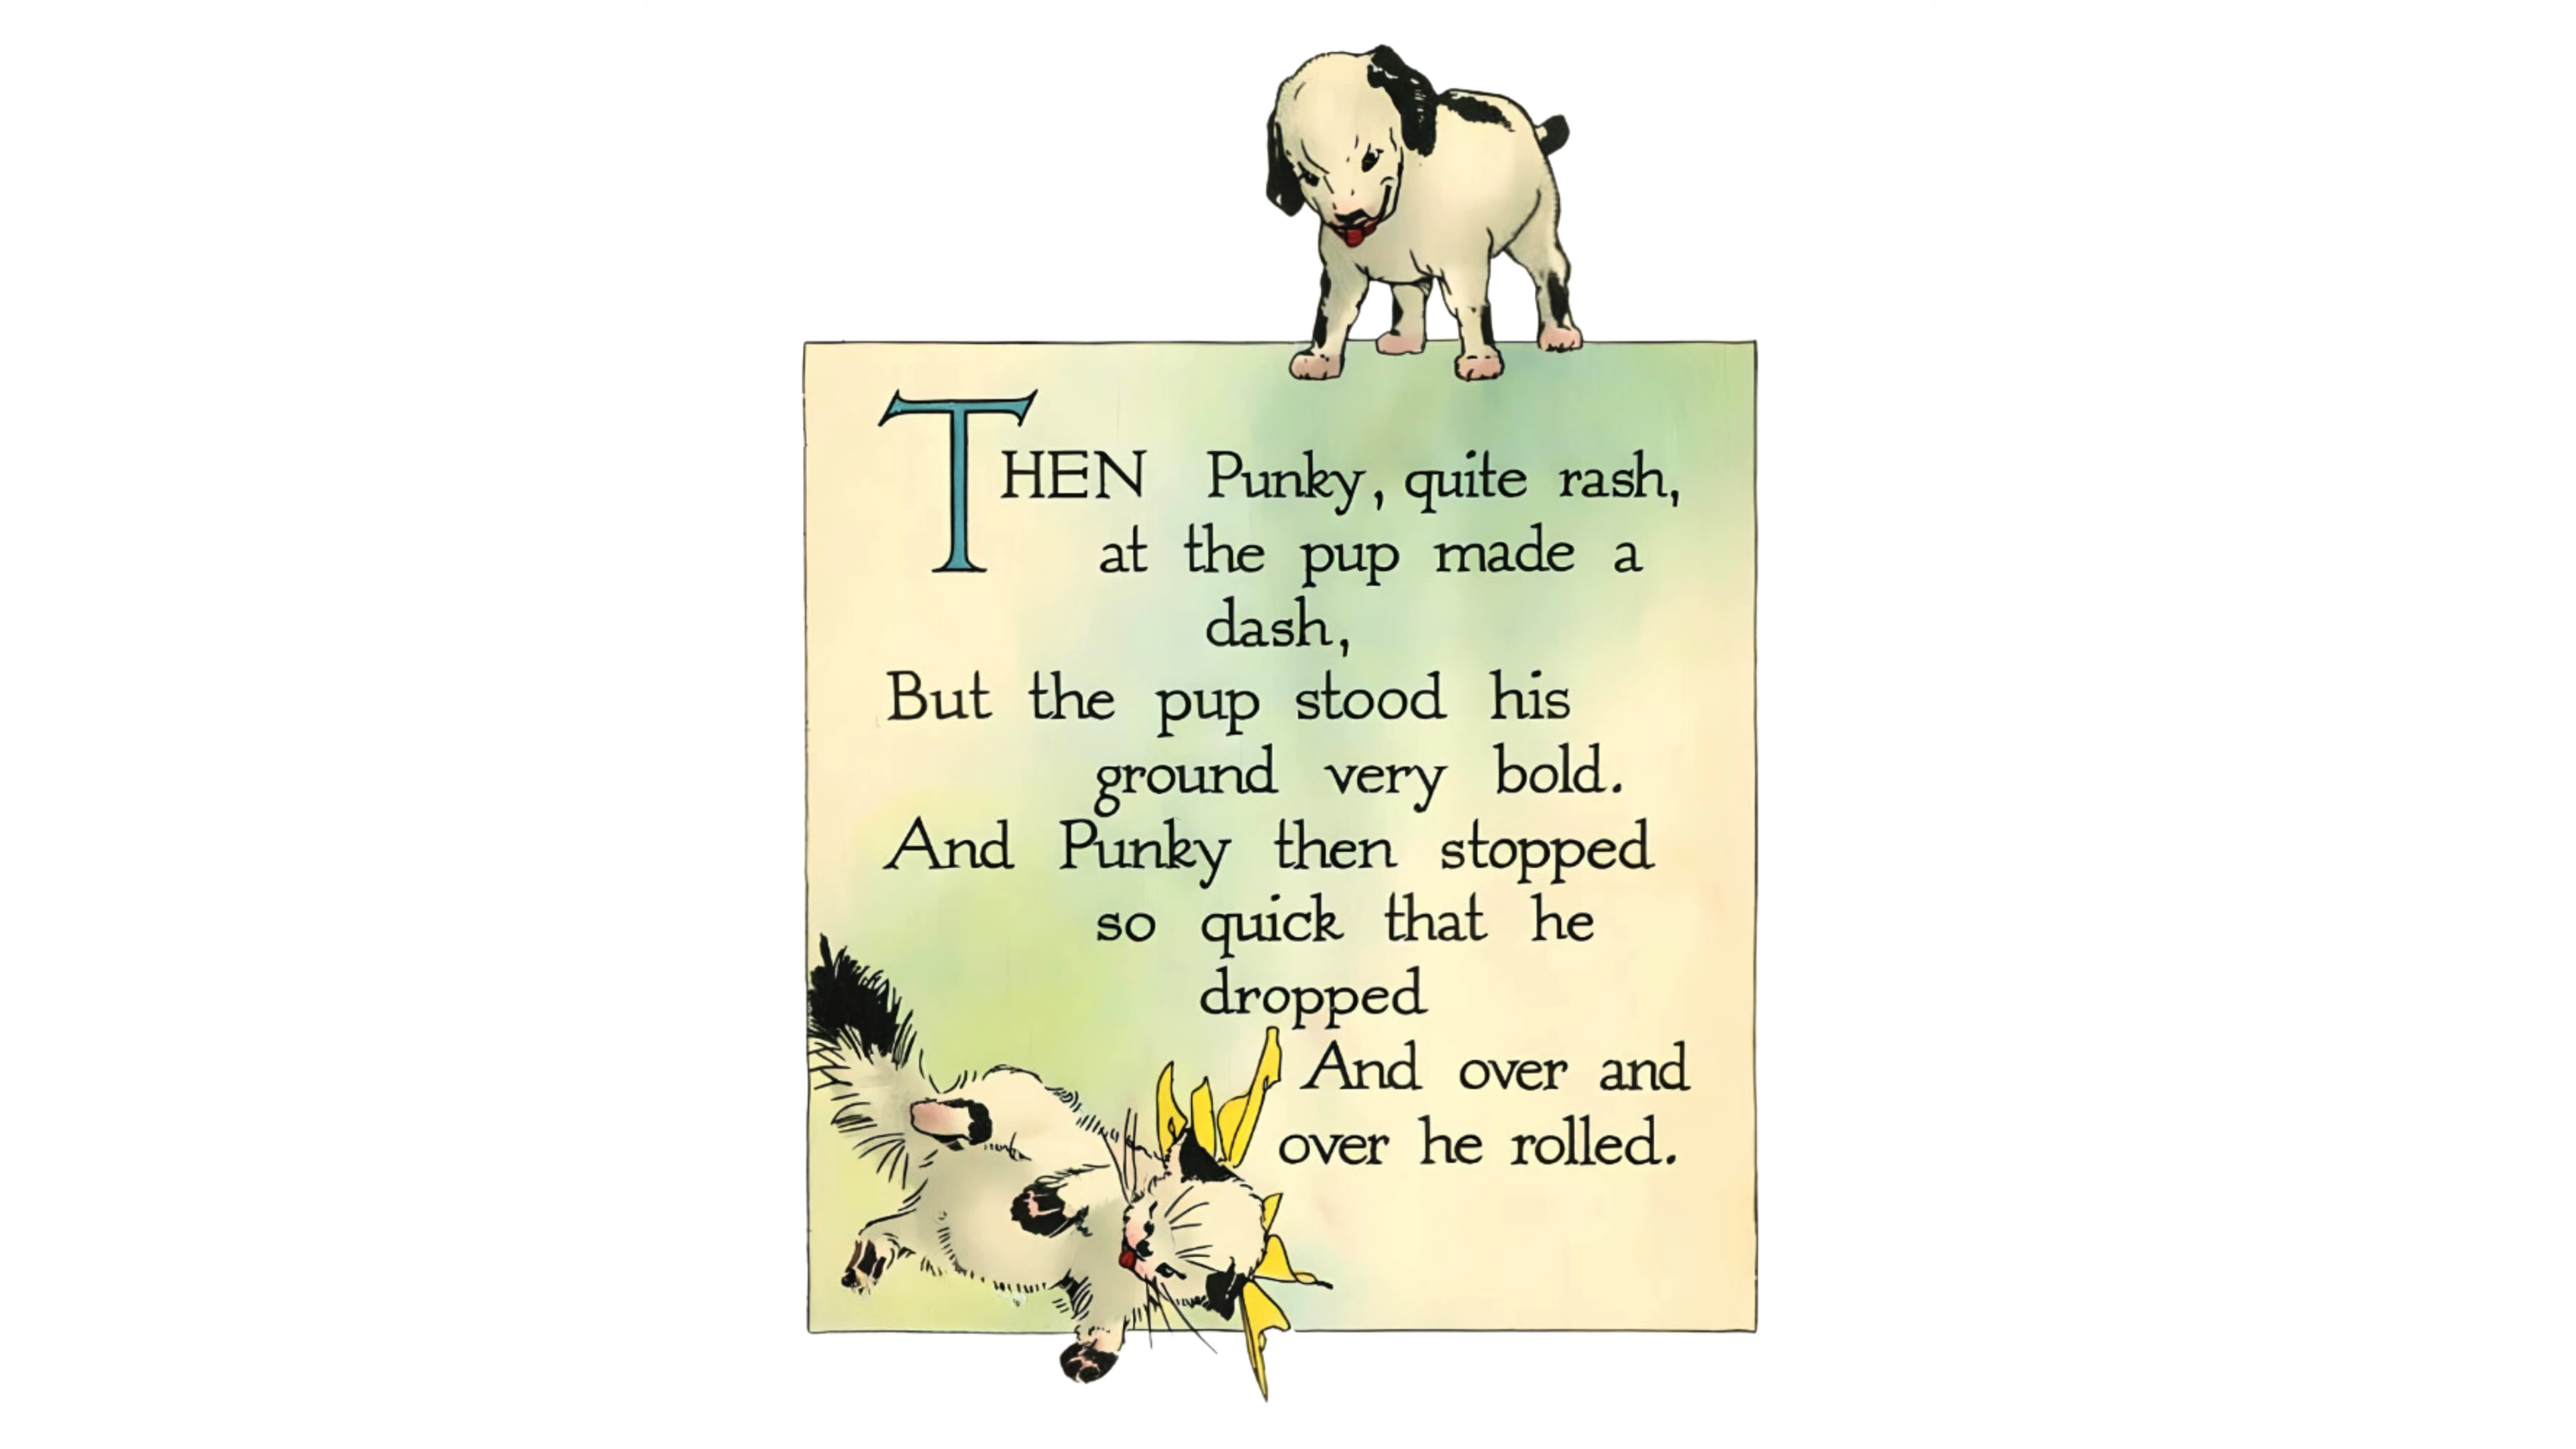 THEN Punky, quite rash,
at the pup made a
dash,
But the pup stood his
ground very bold.
And Punky then stopped
so quick that he
dropped
And over and
over he rolled.